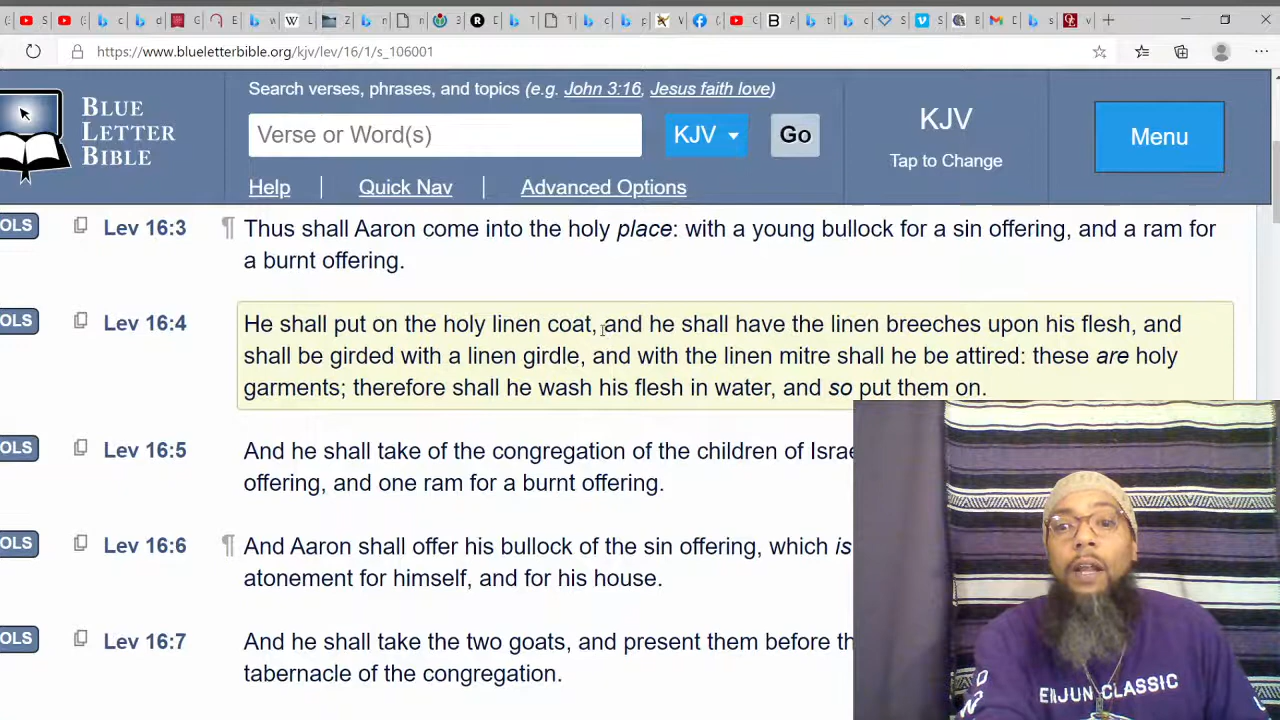 https://www.blueletterbible.org/kjv/lev/16/1/s_106001
BLUE
LETTER
BIBLE
Search verses, phrases, and topics (e.g. John 3:16, Jesus faith love)
Verse or Word(s)
KJV
Go
Help | Quick Nav | Advanced Options
KJV
Tap to Change
Menu
OLS
Lev 16:3
¶ Thus shall Aaron come into the holy place: with a young bullock for a sin offering, and a ram for
a burnt offering.
OLS
Lev 16:4
He shall put on the holy linen coat, and he shall have the linen breeches upon his flesh, and
shall be girded with a linen girdle, and with the linen mitre shall he be attired: these are holy
garments; therefore shall he wash his flesh in water, and so put them on.
OLS
Lev 16:5
And he shall take of the congregation of the children of Israe
offering, and one ram for a burnt offering.
OLS
Lev 16:6
¶ And Aaron shall offer his bullock of the sin offering, which is
atonement for himself, and for his house.
OLS
Lev 16:7
And he shall take the two goats, and present them before th
tabernacle of the congregation.
CLASSIC